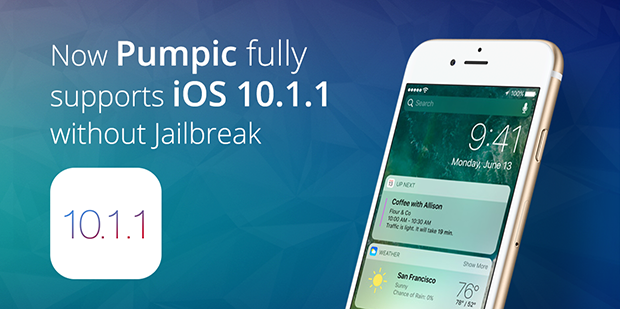 Now Pumpic fully
supports iOS 10.1.1
without Jailbreak
10.1.1
100%
Search
9:41
Monday, June 13
UP NEXT
Coffee with Allison
Flour & Co
10:00 AM - 10:30 AM
Traffic is light. It will take 19 min.
WEATHER
Show More
San Francisco
Sunny
Chance of Rain: 0%
76°
78° / 52°